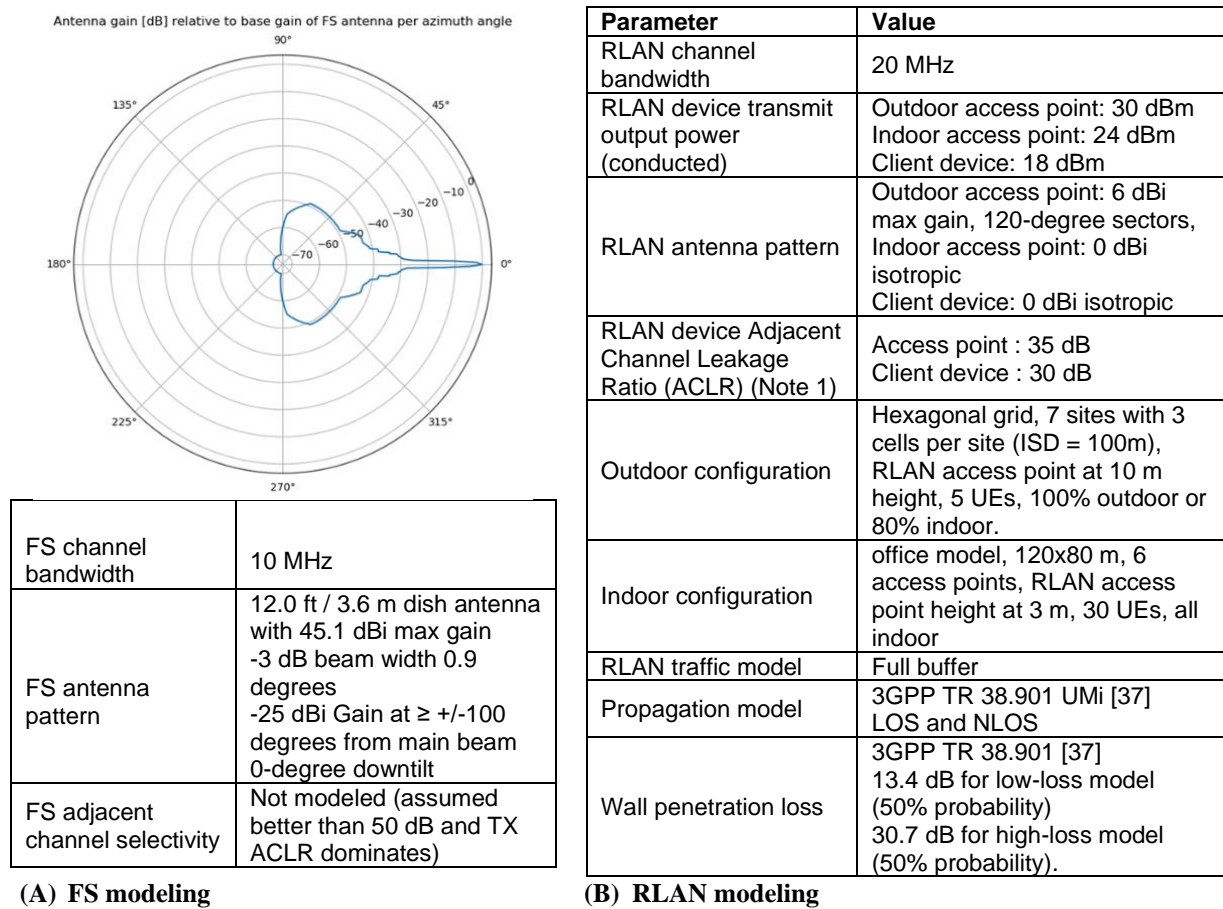 Antenna gain [dB] relative to base gain of FS antenna per azimuth angle
90°
135°
45°
0
−10
−20
−30
−40
−50
−60
−70
180°
0°
225°
315°
270°
FS channel
bandwidth
10 MHz
FS antenna
pattern
12.0 ft / 3.6 m dish antenna
with 45.1 dBi max gain
-3 dB beam width 0.9
degrees
-25 dBi Gain at ≥ +/-100
degrees from main beam
0-degree downtilt
FS adjacent
channel selectivity
Not modeled (assumed
better than 50 dB and TX
ACLR dominates)
(A) FS modeling
Parameter
Value
RLAN channel
bandwidth
20 MHz
RLAN device transmit
output power
(conducted)
Outdoor access point: 30 dBm
Indoor access point: 24 dBm
Client device: 18 dBm
RLAN antenna pattern
Outdoor access point: 6 dBi
max gain, 120-degree sectors,
Indoor access point: 0 dBi
isotropic
Client device: 0 dBi isotropic
RLAN device Adjacent
Channel Leakage
Ratio (ACLR) (Note 1)
Access point : 35 dB
Client device : 30 dB
Outdoor configuration
Hexagonal grid, 7 sites with 3
cells per site (ISD = 100m),
RLAN access point at 10 m
height, 5 UEs, 100% outdoor or
80% indoor.
Indoor configuration
office model, 120x80 m, 6
access points, RLAN access
point height at 3 m, 30 UEs, all
indoor
RLAN traffic model
Full buffer
Propagation model
3GPP TR 38.901 UMi [37]
LOS and NLOS
Wall penetration loss
3GPP TR 38.901 [37]
13.4 dB for low-loss model
(50% probability)
30.7 dB for high-loss model
(50% probability).
(B) RLAN modeling